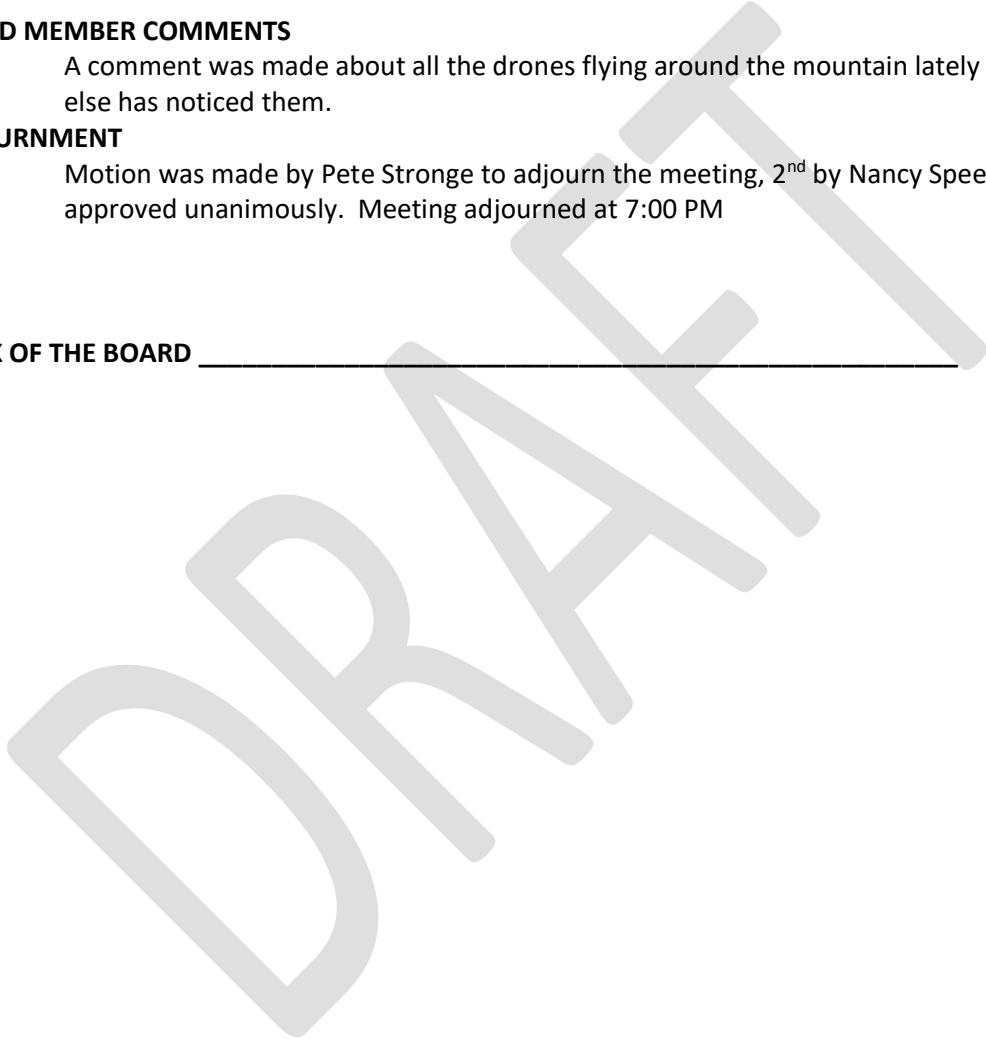 D MEMBER COMMENTS
A comment was made about all the drones flying around the mountain lately
else has noticed them.
URNMENT
Motion was made by Pete Stronge to adjourn the meeting, 2nd by Nancy Spee
approved unanimously.  Meeting adjourned at 7:00 PM
OF THE BOARD ____________________________________________________
DRAFT